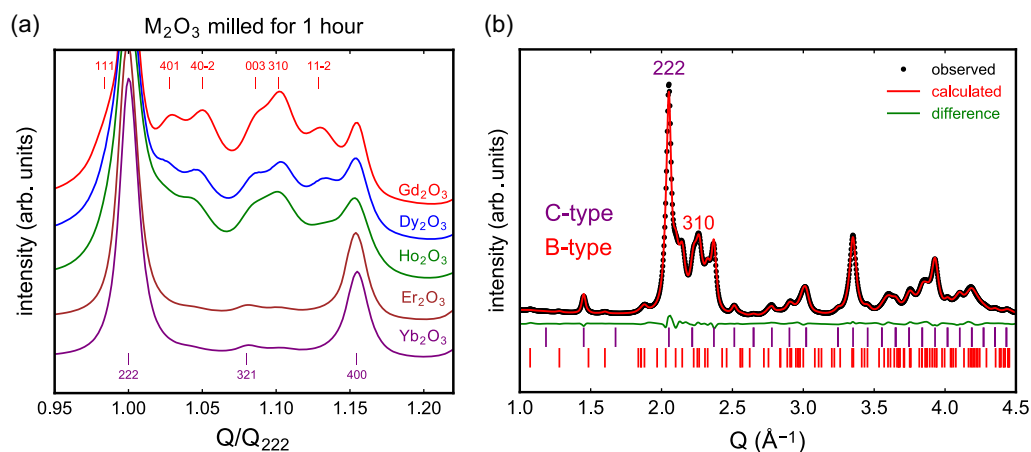 (a)
M₂O₃ milled for 1 hour
111 401 40-2 003 310 11-2
intensity (arb. units)
Gd₂O₃
Dy₂O₃
Ho₂O₃
Er₂O₃
Yb₂O₃
222 321 400
0.95 1.00 1.05 1.10 1.15 1.20
Q/Q₂₂₂
(b)
222
observed
calculated
difference
310
C-type
B-type
intensity (arb. units)
1.0 1.5 2.0 2.5 3.0 3.5 4.0 4.5
Q (Å⁻¹)